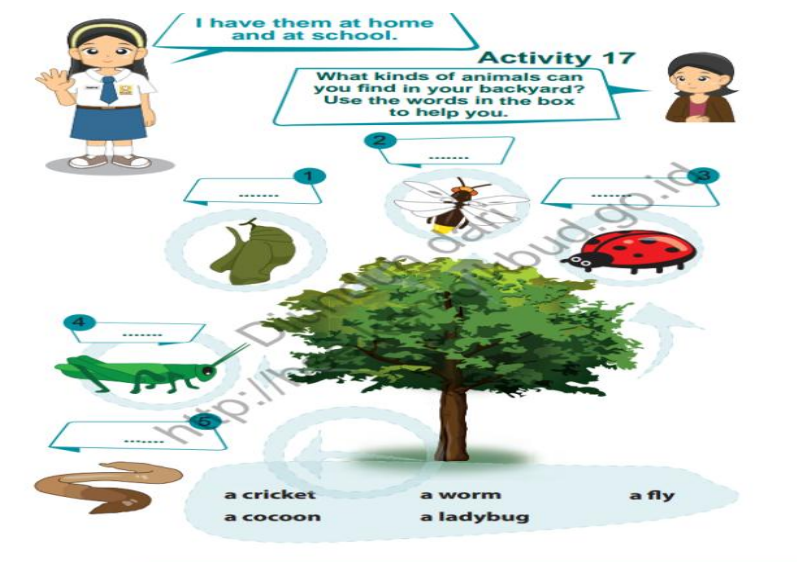 I have them at home
and at school.
Activity 17
What kinds of animals can
you find in your backyard?
Use the words in the box
to help you.
1
.......
2
.......
3
.......
4
.......
5
.......
a cricket
a worm
a fly
a cocoon
a ladybug